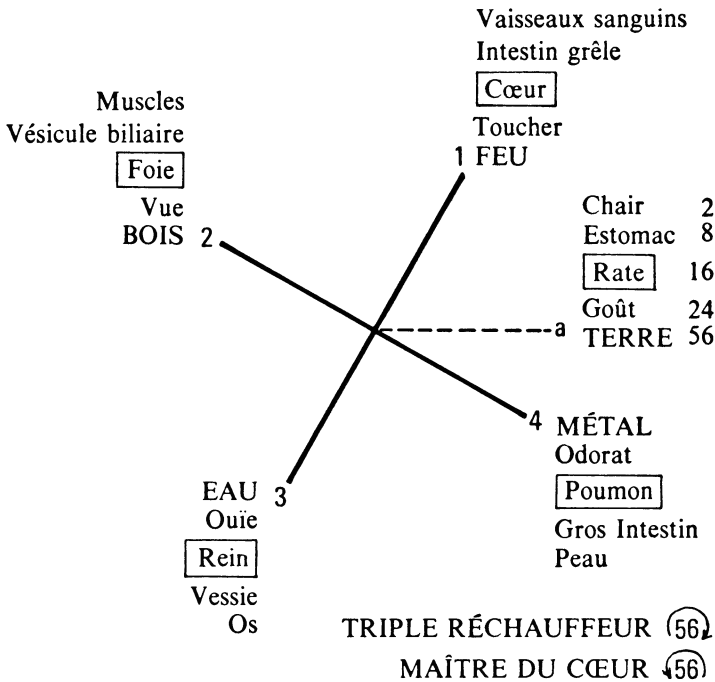 Vaisseaux sanguins
Intestin grêle
Cœur
Toucher
1 FEU
Muscles
Vésicule biliaire
Foie
Vue
BOIS 2
Chair 2
Estomac 8
Rate 16
Goût 24
a TERRE 56
4 MÉTAL
Odorat
Poumon
Gros Intestin
Peau
EAU 3
Ouïe
Rein
Vessie
Os
TRIPLE RÉCHAUFFEUR 56
MAÎTRE DU CŒUR 56